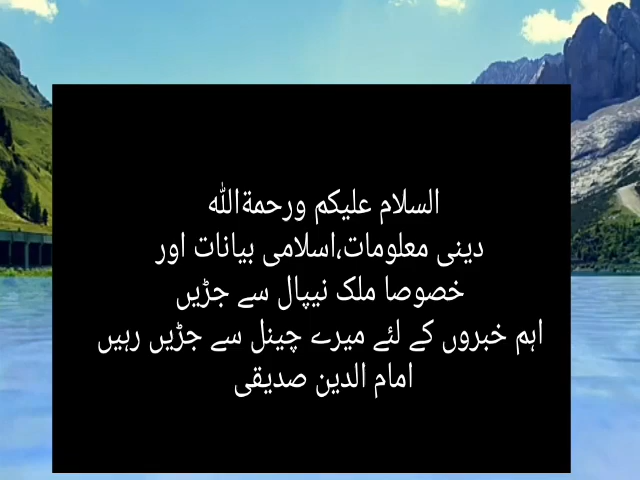 السلام علیکم ورحمةاللہ
دینی معلومات،اسلامی بیانات اور
خصوصا ملک نیپال سے جڑیں
اہم خبروں کے لئے میرے چینل سے جڑیں رہیں
امام الدین صدیقی